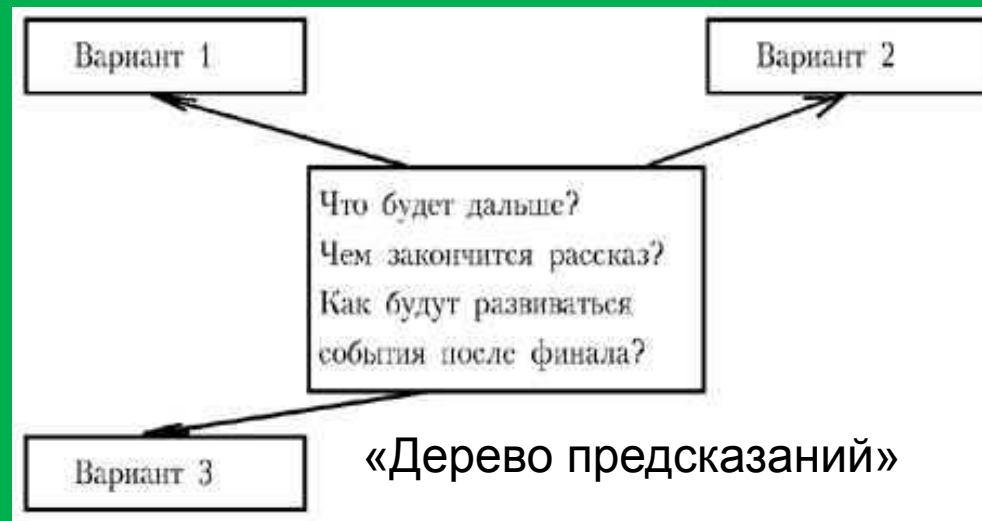 Вариант 1
Вариант 2
Что будет дальше?
Чем закончится рассказ?
Как будут развиваться
события после финала?
Вариант 3
«Дерево предсказаний»